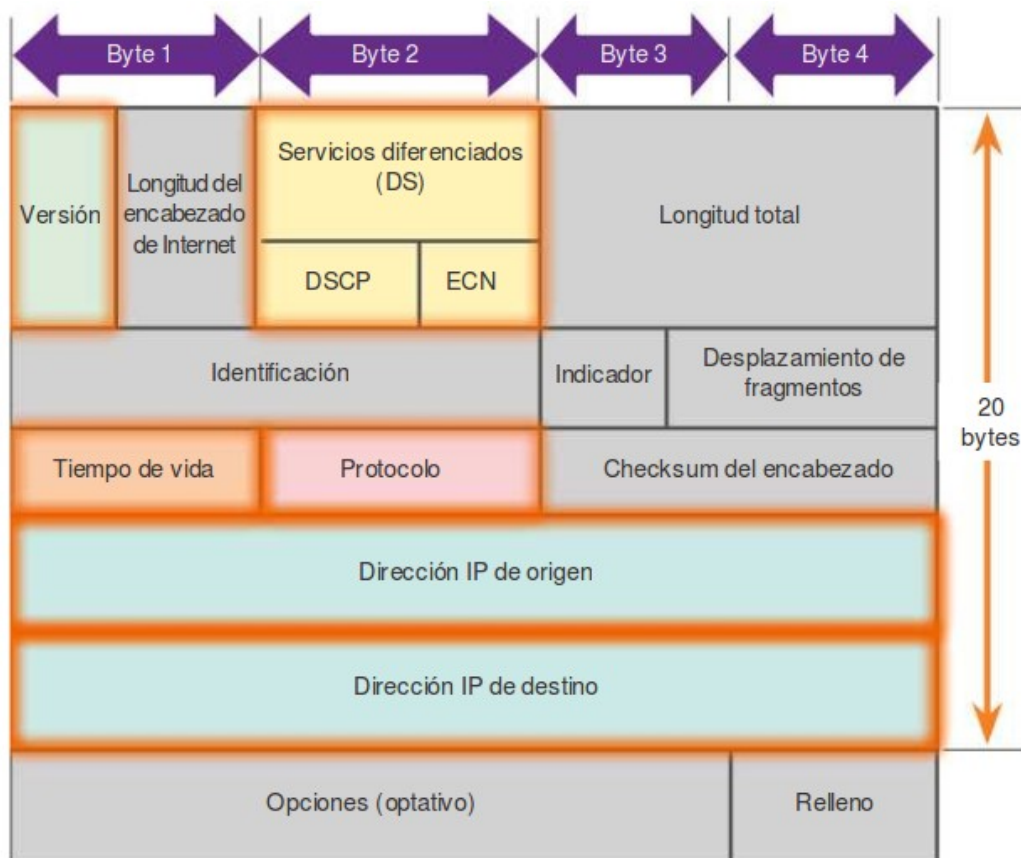 Byte 1
Byte 2
Byte 3
Byte 4
Versión
Longitud del
encabezado
de Internet
Servicios diferenciados
(DS)
DSCP
ECN
Longitud total
Identificación
Indicador
Desplazamiento de
fragmentos
20
bytes
Tiempo de vida
Protocolo
Checksum del encabezado
Dirección IP de origen
Dirección IP de destino
Opciones (optativo)
Relleno